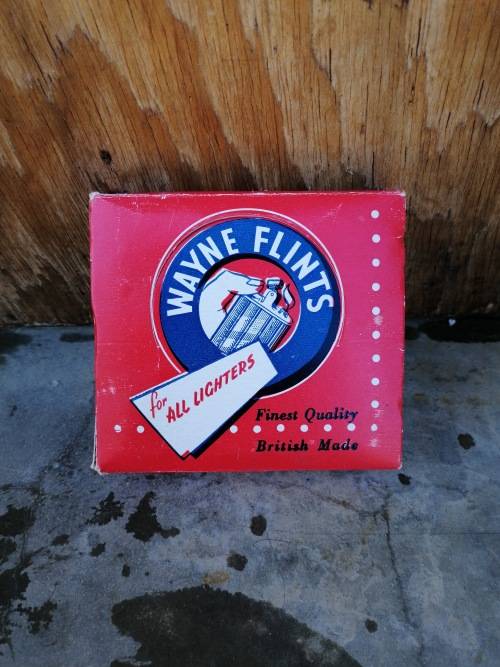 WAYNE FLINTS
for ALL LIGHTERS
Finest Quality
British Made